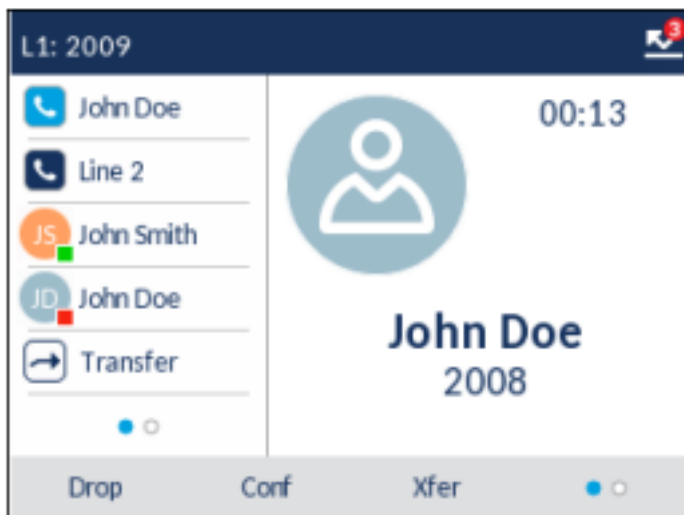 L1: 2009
3
John Doe
Line 2
JS John Smith
JD John Doe
Transfer
00:13
John Doe
2008
Drop Conf Xfer